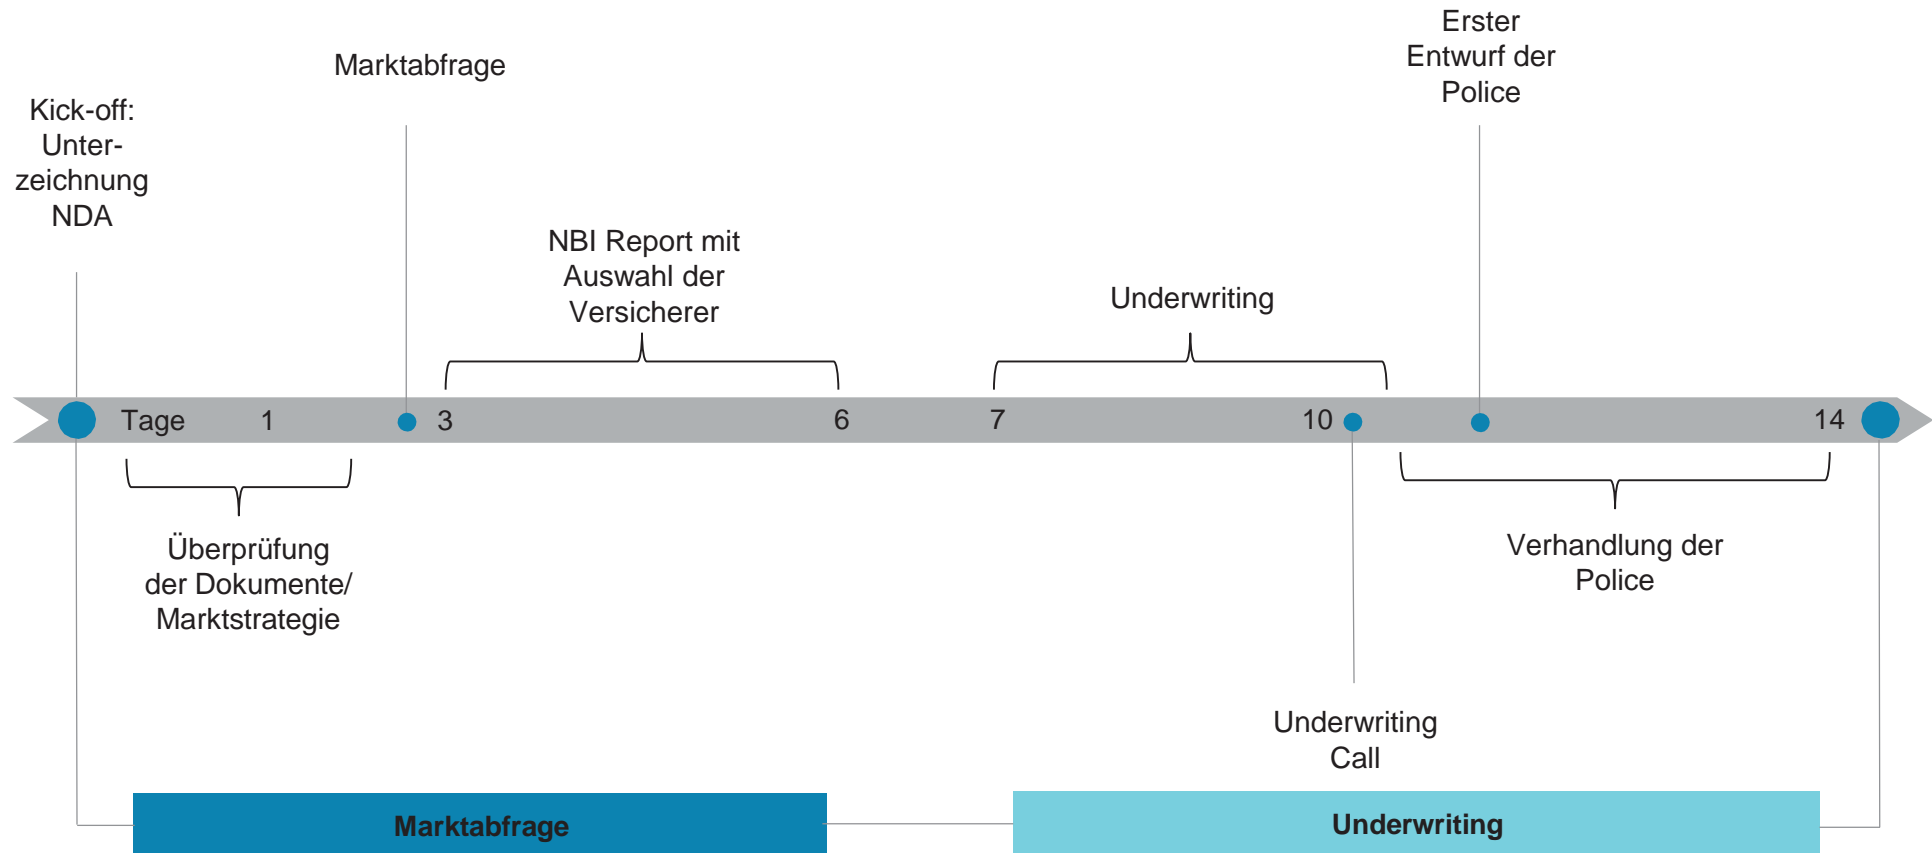 Erster
Entwurf der
Police
Marktabfrage
Kick-off:
Unter-
zeichnung
NDA
NBI Report mit
Auswahl der
Versicherer
Underwriting
Tage 1 3 6 7 10 14
Überprüfung
der Dokumente/
Marktstrategie
Verhandlung der
Police
Underwriting
Call
Marktabfrage
Underwriting